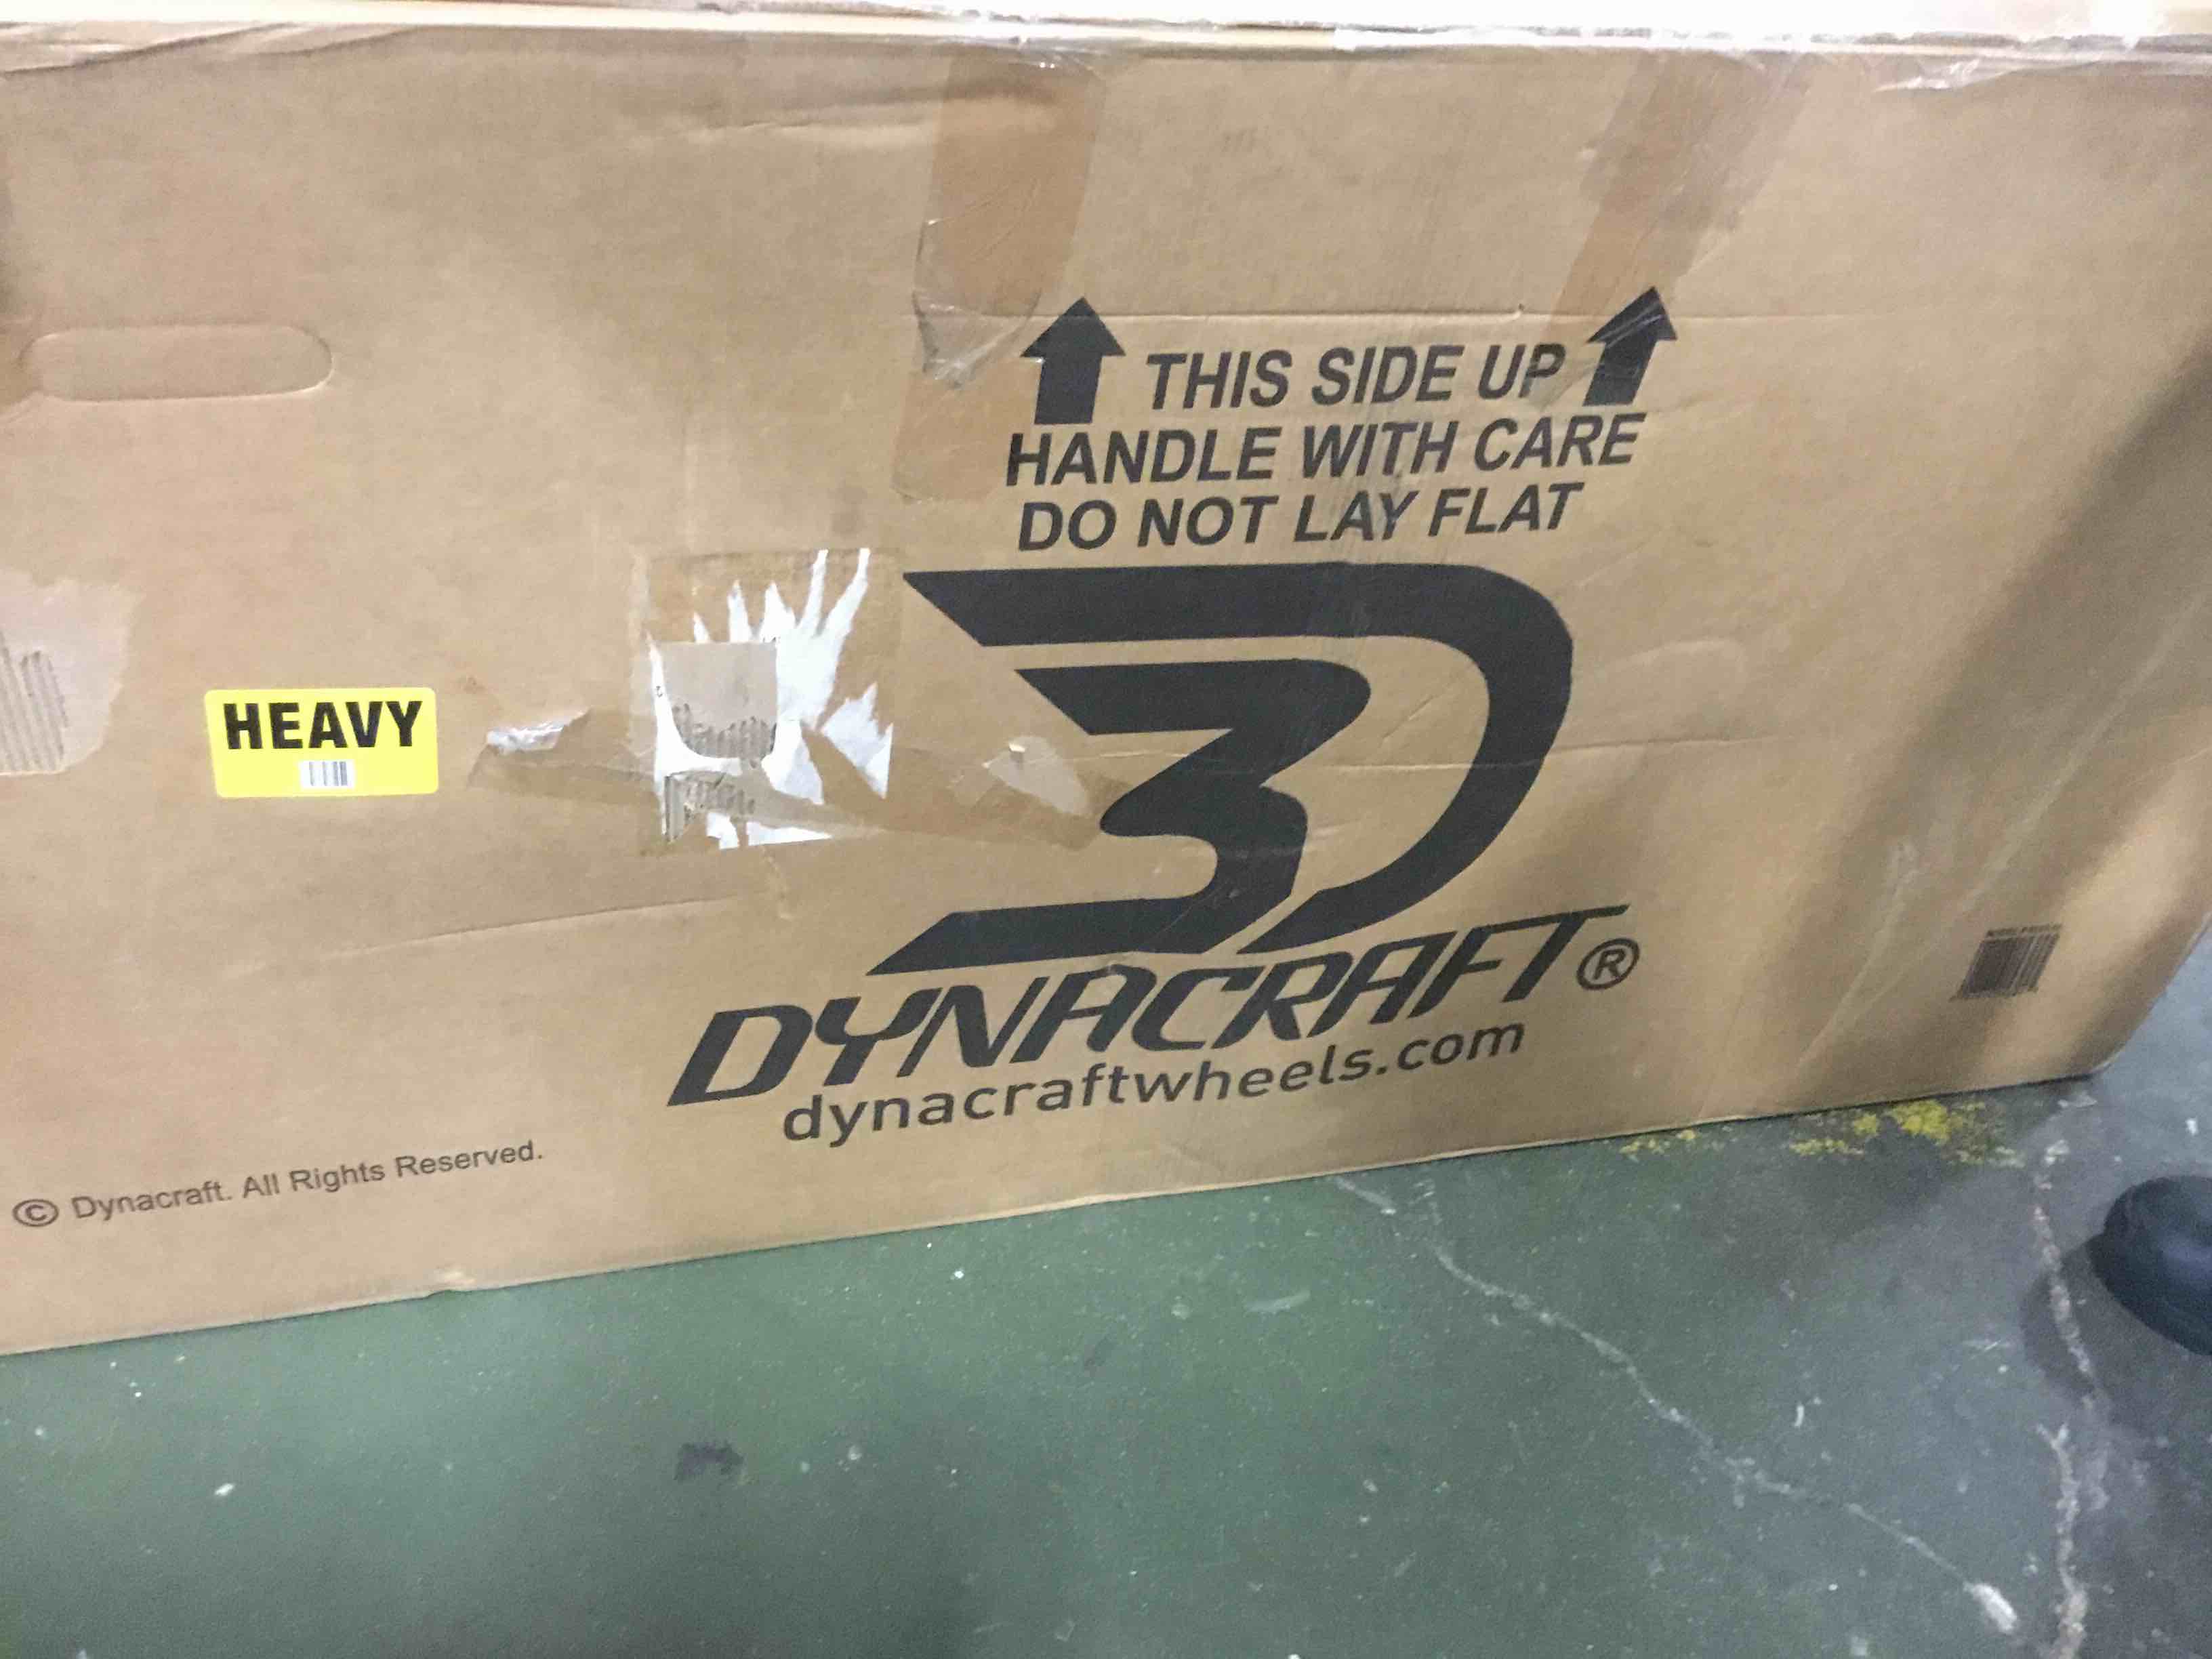 THIS SIDE UP
HANDLE WITH CARE
DO NOT LAY FLAT
HEAVY
DYNACRAFT®
dynacraftwheels.com
© Dynacraft. All Rights Reserved.